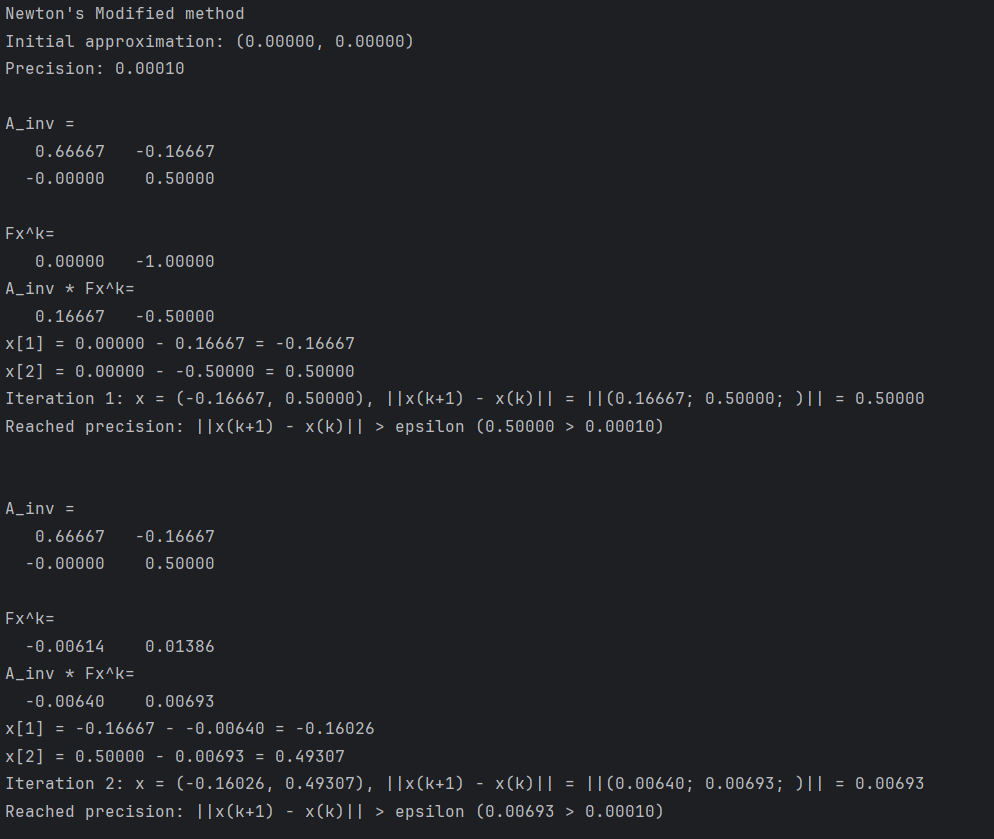 Newton's Modified method
Initial approximation: (0.00000, 0.00000)
Precision: 0.00010
A_inv =
0.66667 -0.16667
-0.00000 0.50000
Fx^k=
0.00000 -1.00000
A_inv * Fx^k=
0.16667 -0.50000
x[1] = 0.00000 - 0.16667 = -0.16667
x[2] = 0.00000 - -0.50000 = 0.50000
Iteration 1: x = (-0.16667, 0.50000), ||x(k+1) - x(k)|| = ||(0.16667; 0.50000; )|| = 0.50000
Reached precision: ||x(k+1) - x(k)|| > epsilon (0.50000 > 0.00010)
A_inv =
0.66667 -0.16667
-0.00000 0.50000
Fx^k=
-0.00614 0.01386
A_inv * Fx^k=
-0.00640 0.00693
x[1] = -0.16667 - -0.00640 = -0.16026
x[2] = 0.50000 - 0.00693 = 0.49307
Iteration 2: x = (-0.16026, 0.49307), ||x(k+1) - x(k)|| = ||(0.00640; 0.00693; )|| = 0.00693
Reached precision: ||x(k+1) - x(k)|| > epsilon (0.00693 > 0.00010)